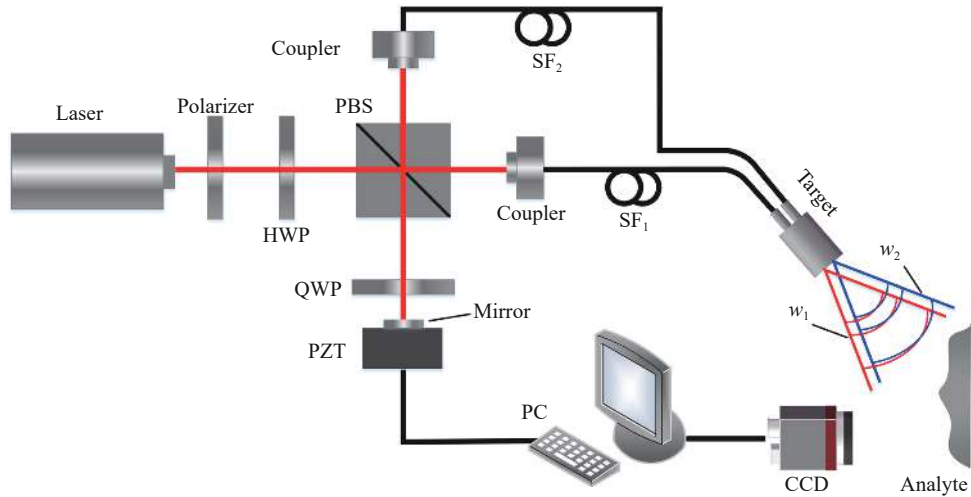 Coupler
SF₂
Laser
Polarizer
PBS
HWP
Coupler
SF₁
Target
w₂
w₁
QWP
Mirror
PZT
PC
CCD
Analyte